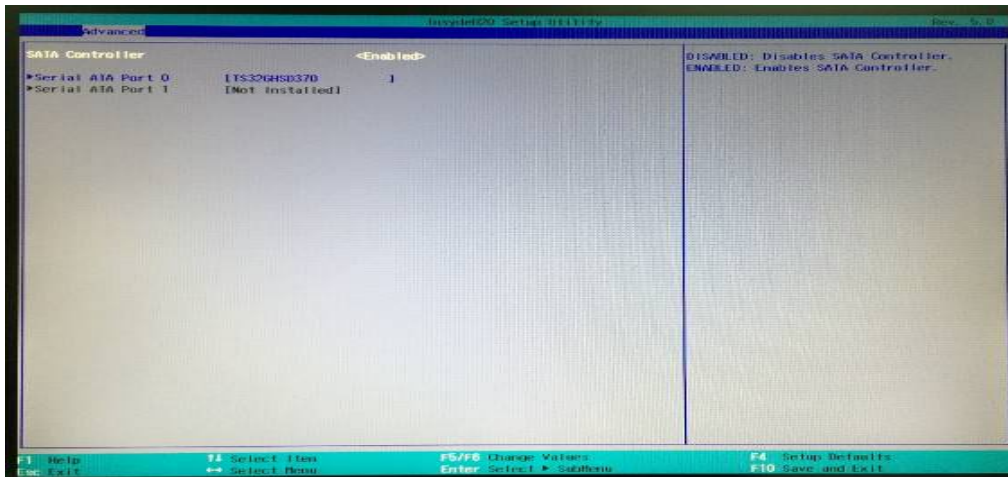 InsydeH20 Setup Utility Rev. 5.0
Advanced
SATA Controller <Enabled>
▶Serial ATA Port 0 [TS32GHSD370 ]
▶Serial ATA Port 1 [Not Installed]
DISABLED: Disables SATA Controller.
ENABLED: Enables SATA Controller.
F1 Help ↑↓ Select Item F5/F6 Change Values F4 Setup Defaults
Esc Exit ↔ Select Menu Enter Select ▶ SubMenu F10 Save and Exit